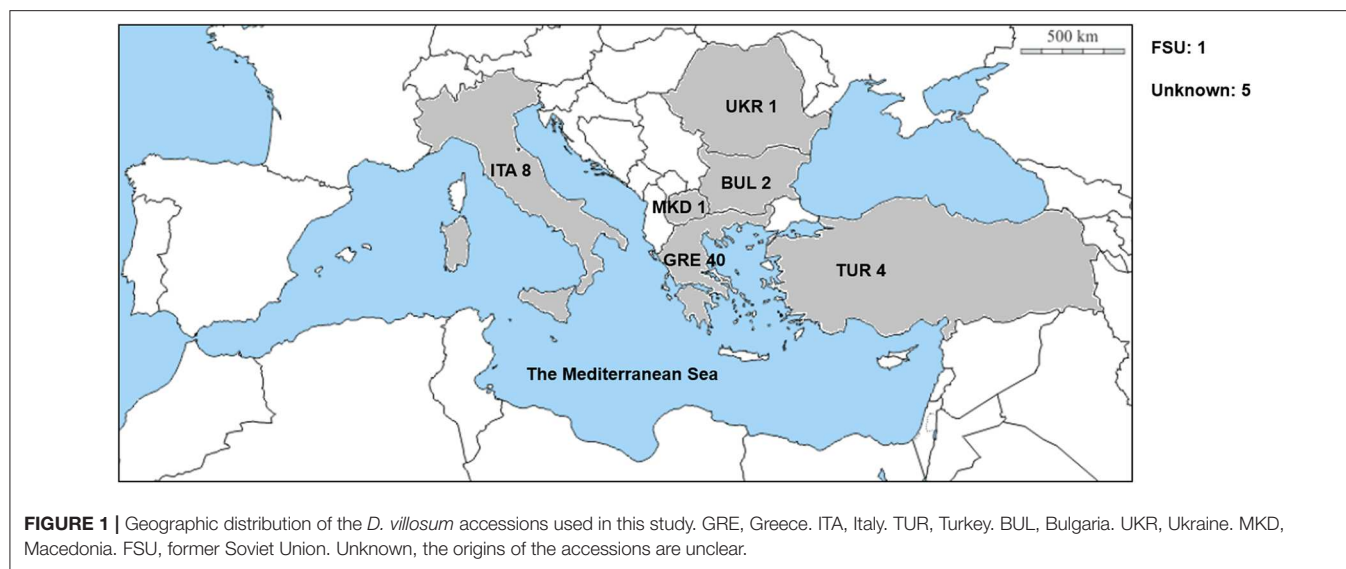 500 km
FSU: 1
Unknown: 5
UKR 1
BUL 2
ITA 8
MKD 1
GRE 40
TUR 4
The Mediterranean Sea
FIGURE 1 | Geographic distribution of the D. villosum accessions used in this study. GRE, Greece. ITA, Italy. TUR, Turkey. BUL, Bulgaria. UKR, Ukraine. MKD,
Macedonia. FSU, former Soviet Union. Unknown, the origins of the accessions are unclear.